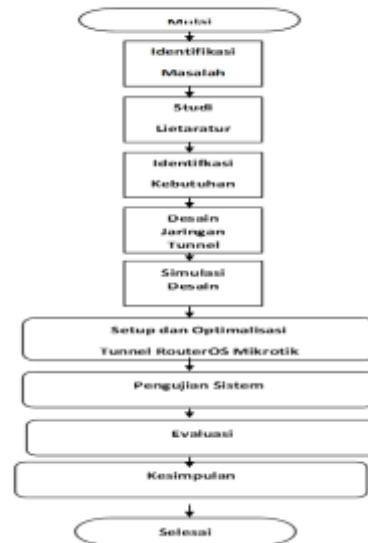 Mulai
Identifikasi
Masalah
Studi
Lietaratur
Identifkasi
Kebutuhan
Desain
Jaringan
Tunnel
Simulasi
Desain
Setup dan Optimalisasi
Tunnel RouterOS Mikrotik
Pengujian Sistem
Evaluasi
Kesimpulan
Selesai